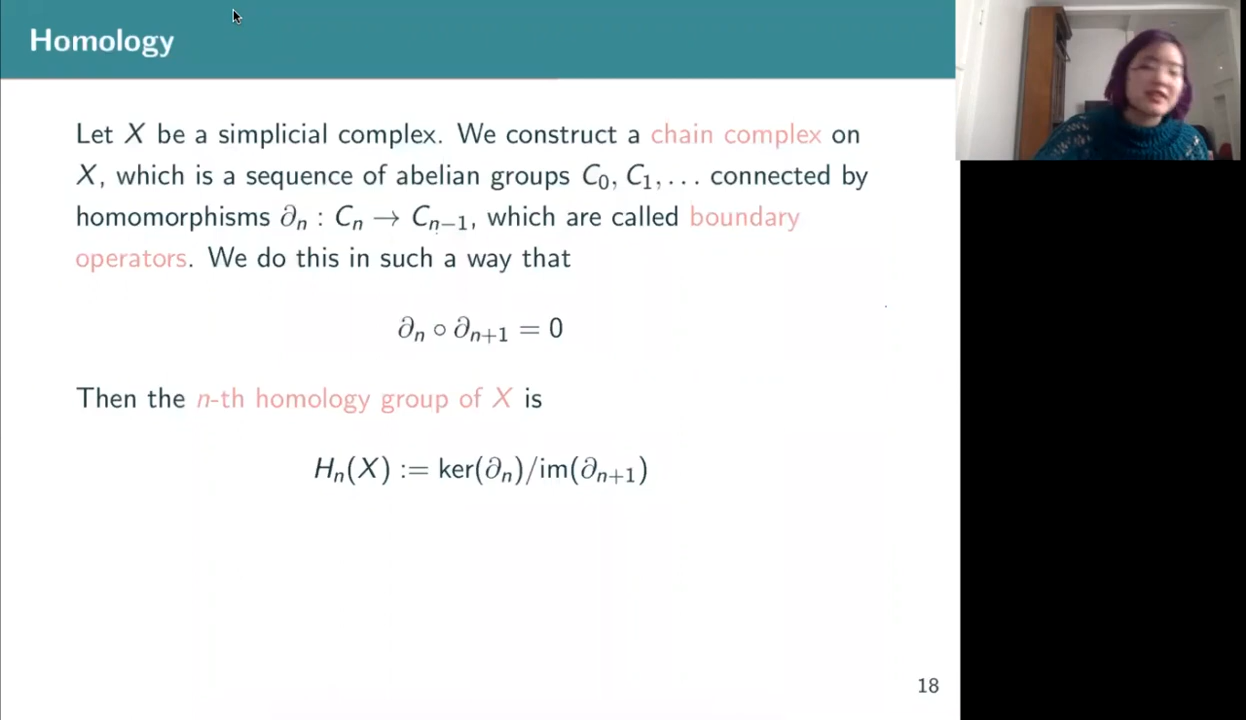 Homology
Let X be a simplicial complex. We construct a chain complex on
X, which is a sequence of abelian groups C₀, C₁, . . . connected by
homomorphisms ∂ₙ : Cₙ → Cₙ₋₁, which are called boundary
operators. We do this in such a way that
∂ₙ ∘ ∂ₙ₊₁ = 0
Then the n-th homology group of X is
Hₙ(X) := ker(∂ₙ)/im(∂ₙ₊₁)
18